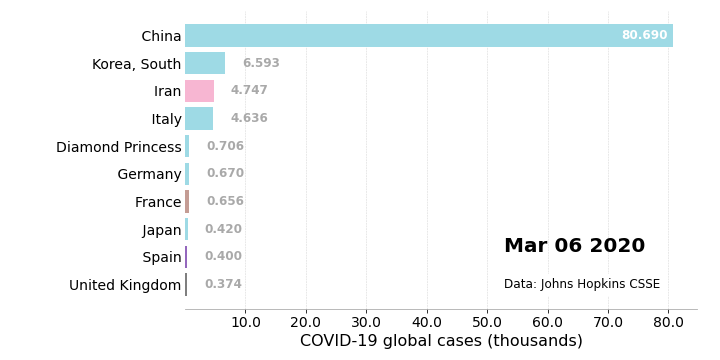 China 80.690
Korea, South 6.593
Iran 4.747
Italy 4.636
Diamond Princess 0.706
Germany 0.670
France 0.656
Japan 0.420
Spain 0.400
United Kingdom 0.374
Mar 06 2020
Data: Johns Hopkins CSSE
10.0 20.0 30.0 40.0 50.0 60.0 70.0 80.0
COVID-19 global cases (thousands)